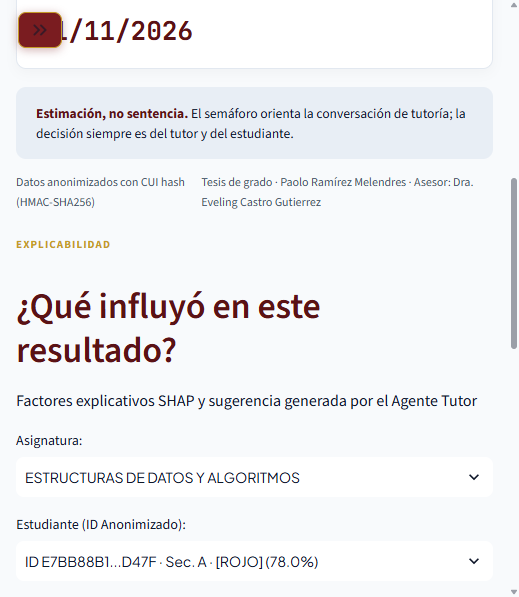 1/11/2026
Estimación, no sentencia. El semáforo orienta la conversación de tutoría; la
decisión siempre es del tutor y del estudiante.
Datos anonimizados con CUI hash
(HMAC-SHA256)
Tesis de grado · Paolo Ramírez Melendres · Asesor: Dra.
Eveling Castro Gutierrez
EXPLICABILIDAD
¿Qué influyó en este
resultado?
Factores explicativos SHAP y sugerencia generada por el Agente Tutor
Asignatura:
ESTRUCTURAS DE DATOS Y ALGORITMOS
Estudiante (ID Anonimizado):
ID E7BB88B1...D47F · Sec. A · [ROJO] (78.0%)